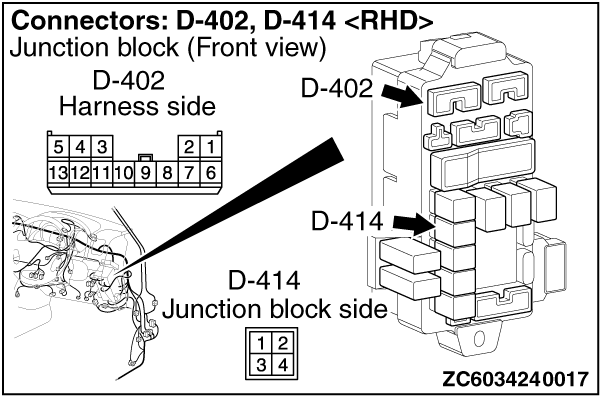 Connectors: D-402, D-414 <RHD>
Junction block (Front view)
D-402
Harness side
5 4 3 2 1
13 12 11 10 9 8 7 6
D-402
D-414
D-414
Junction block side
1 2
3 4
ZC6034240017